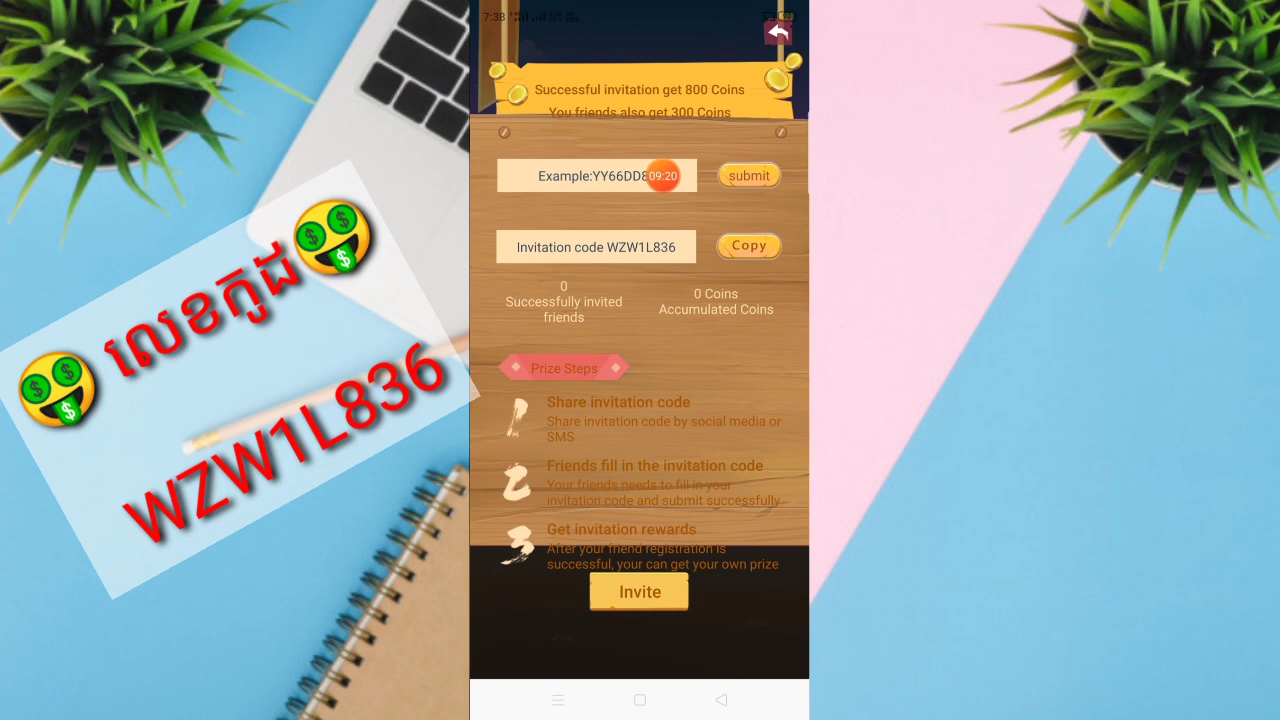 លេខកូដ
WZW1L836
7:38
Successful invitation get 800 Coins
You friends also get 300 Coins
Example:YY66DD8
09:20
submit
Invitation code WZW1L836
Copy
0
Successfully invited
friends
0 Coins
Accumulated Coins
Prize Steps
1
Share invitation code
Share invitation code by social media or
SMS
2
Friends fill in the invitation code
Your friends needs to fill in your
invitation code and submit successfully
3
Get invitation rewards
After your friend registration is
successful, your can get your own prize
Invite